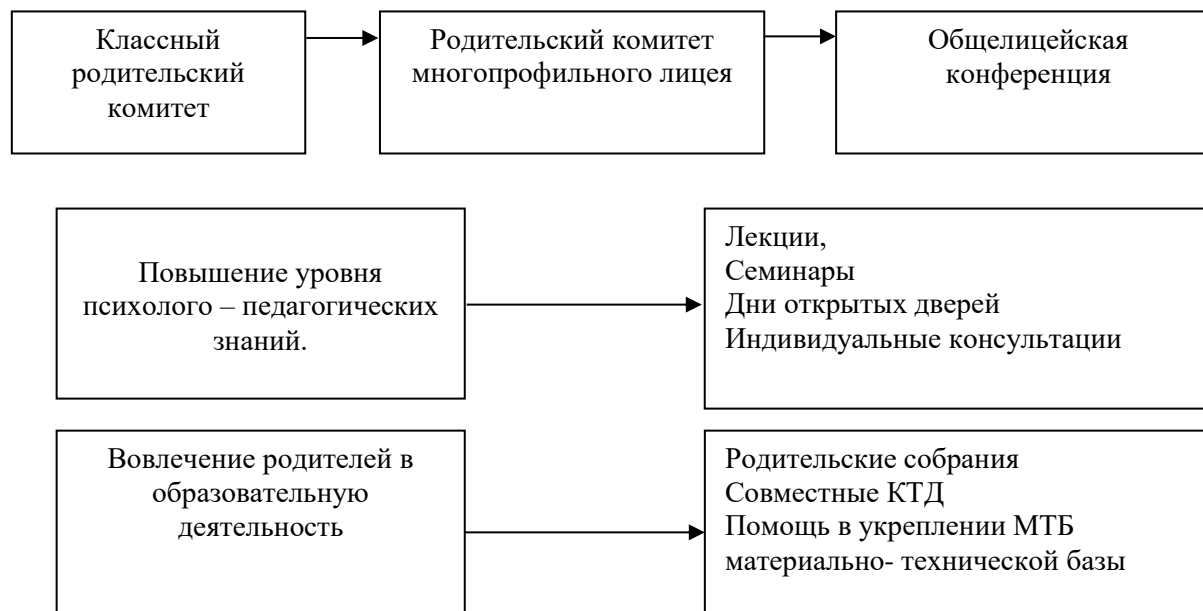 Классный
родительский
комитет
Родительский комитет
многопрофильного лицея
Общелицейская
конференция
Повышение уровня
психолого – педагогических
знаний.
Лекции,
Семинары
Дни открытых дверей
Индивидуальные консультации
Вовлечение родителей в
образовательную
деятельность
Родительские собрания
Совместные КТД
Помощь в укреплении МТБ
материально- технической базы